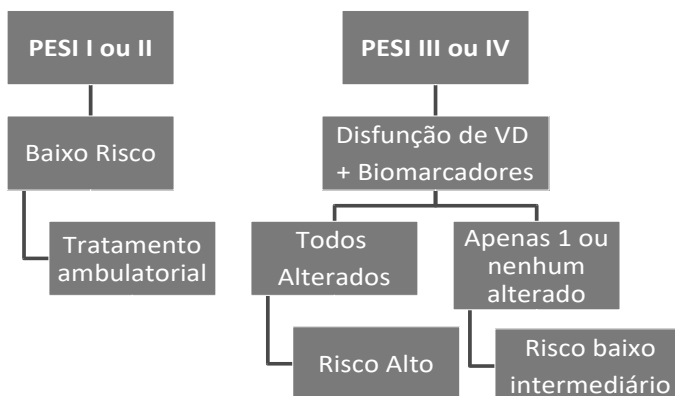 PESI I ou II
Baixo Risco
Tratamento
ambulatorial
PESI III ou IV
Disfunção de VD
+ Biomarcadores
Todos
Alterados
Risco Alto
Apenas 1 ou
nenhum
alterado
Risco baixo
intermediário